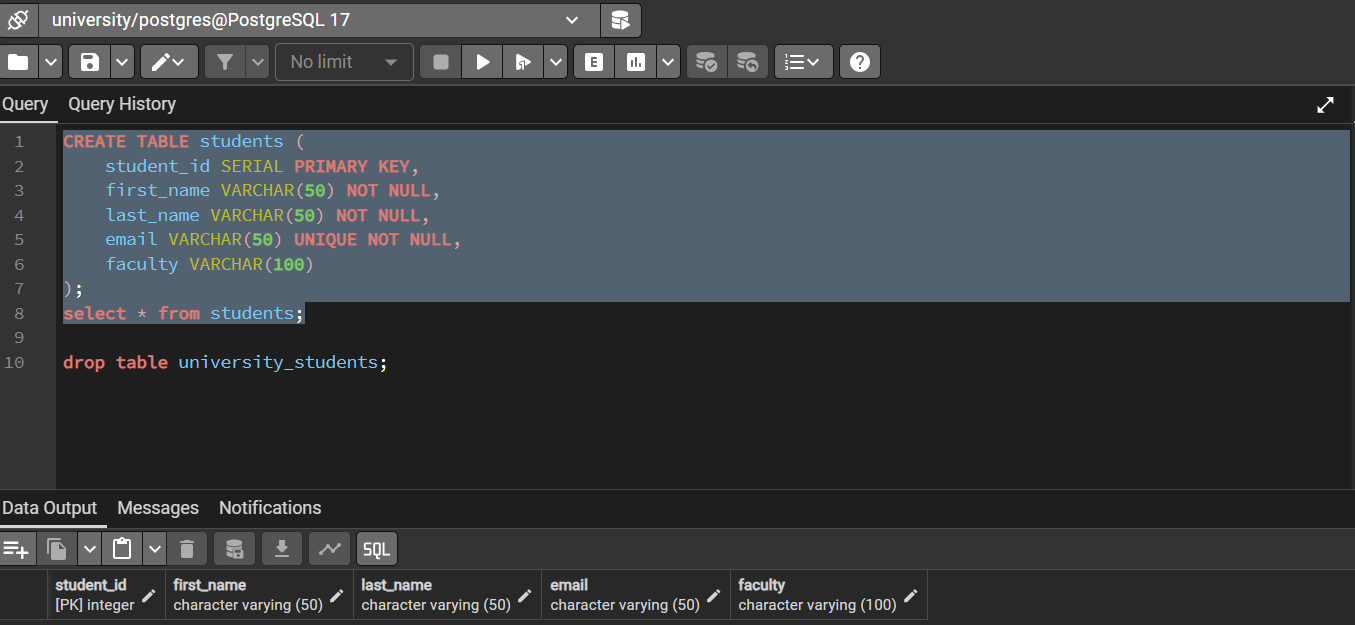 university/postgres@PostgreSQL 17
No limit
E
Query Query History
1 CREATE TABLE students (
2 student_id SERIAL PRIMARY KEY,
3 first_name VARCHAR(50) NOT NULL,
4 last_name VARCHAR(50) NOT NULL,
5 email VARCHAR(50) UNIQUE NOT NULL,
6 faculty VARCHAR(100)
7 );
8 select * from students;
9
10 drop table university_students;
Data Output Messages Notifications
SQL
student_id first_name last_name email faculty
[PK] integer character varying (50) character varying (50) character varying (50) character varying (100)